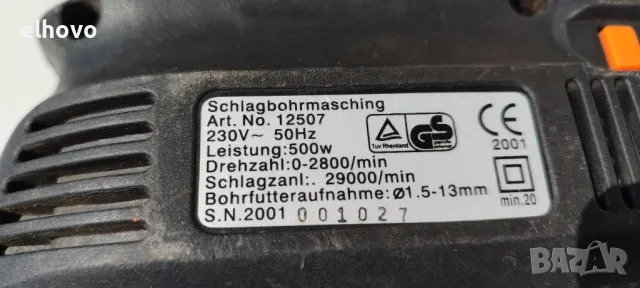 elhovo
Schlagbohrmasching
Art. No. 12507
230V~ 50Hz
Leistung:500w
Drehzahl:0-2800/min
Schlagzanl:. 29000/min
Bohrfutteraufnahme:ø1.5-13mm
S.N.2001 001027
TUV Rheinland
GS
CE
2001
min.20
BAZAR